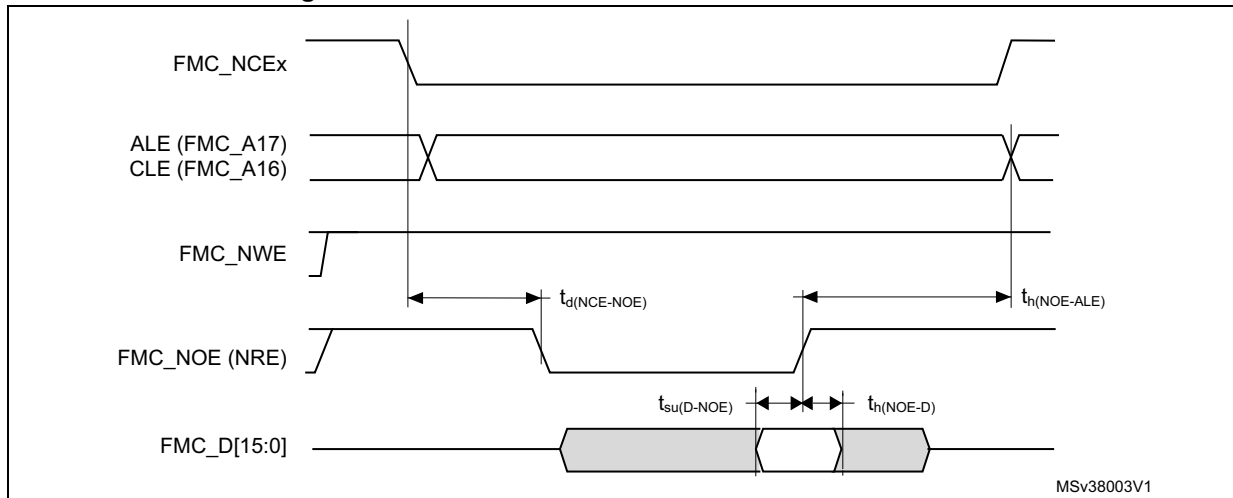 FMC_NCEx
ALE (FMC_A17)
CLE (FMC_A16)
FMC_NWE
td(NCE-NOE)
th(NOE-ALE)
FMC_NOE (NRE)
tsu(D-NOE)
th(NOE-D)
FMC_D[15:0]
MSv38003V1